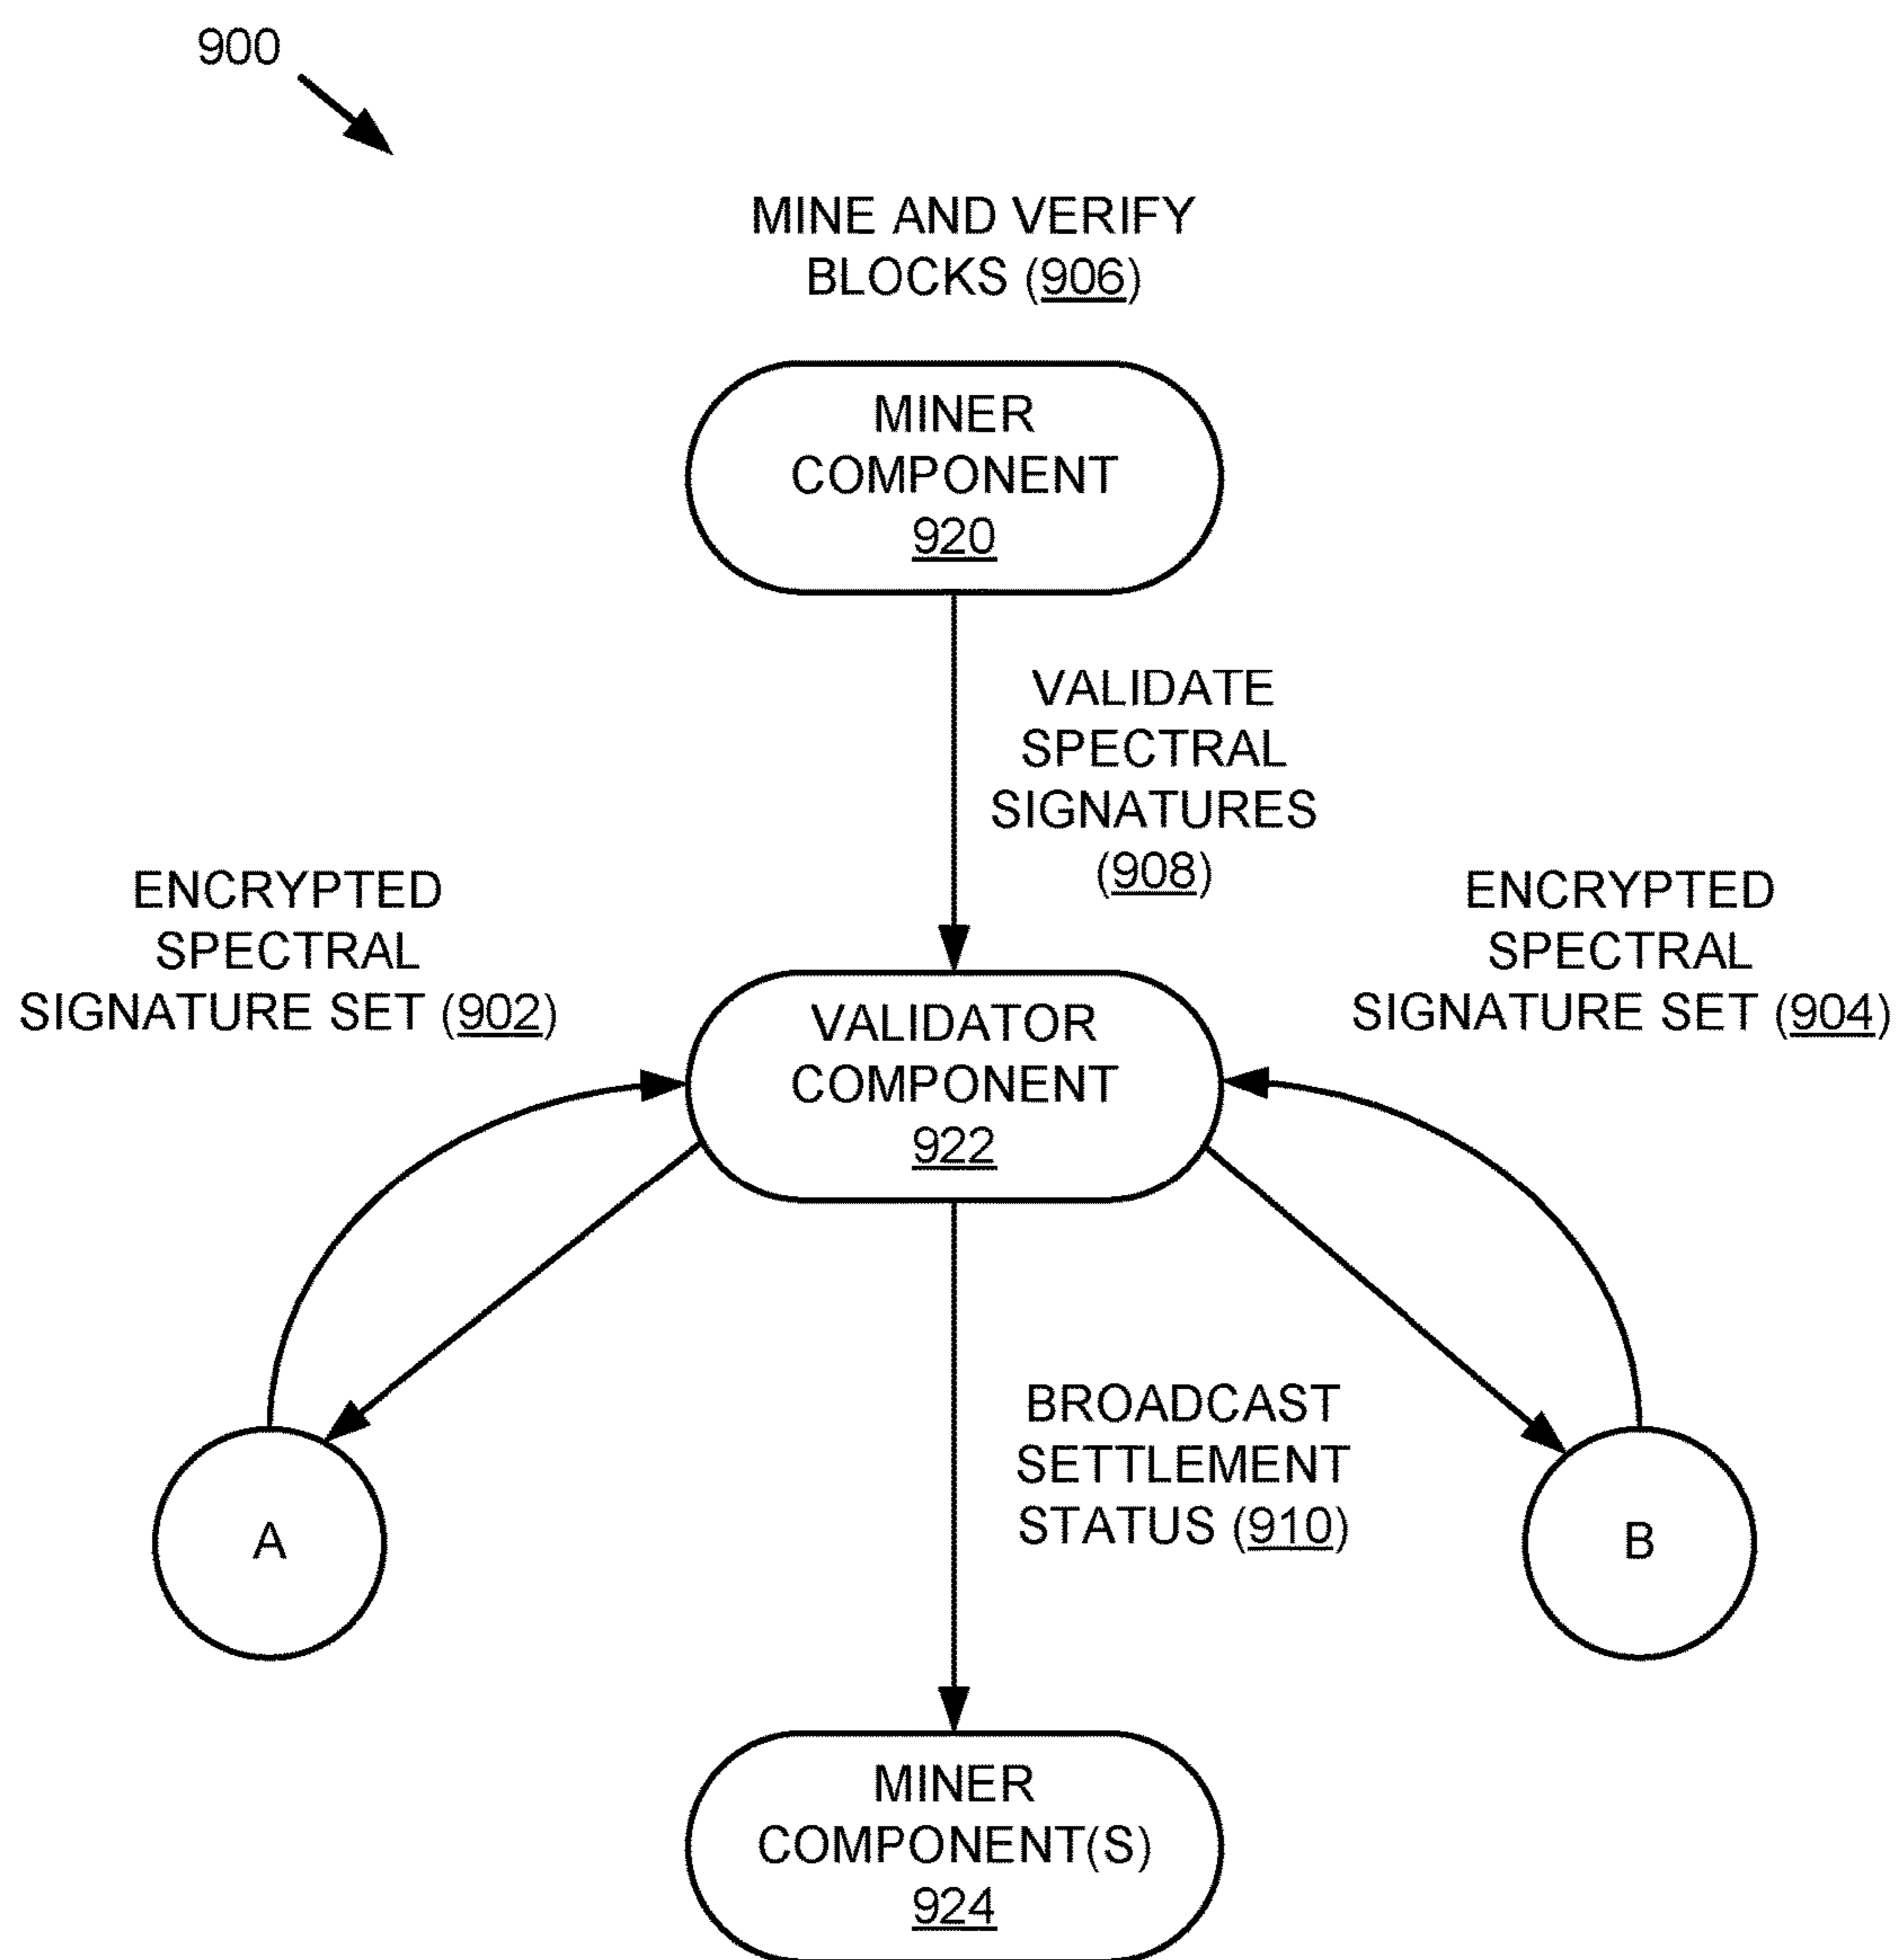 900
MINE AND VERIFY
BLOCKS (906)
MINER
COMPONENT
920
VALIDATE
SPECTRAL
SIGNATURES
(908)
ENCRYPTED
SPECTRAL
SIGNATURE SET (902)
ENCRYPTED
SPECTRAL
SIGNATURE SET (904)
VALIDATOR
COMPONENT
922
BROADCAST
SETTLEMENT
STATUS (910)
A
B
MINER
COMPONENT(S)
924